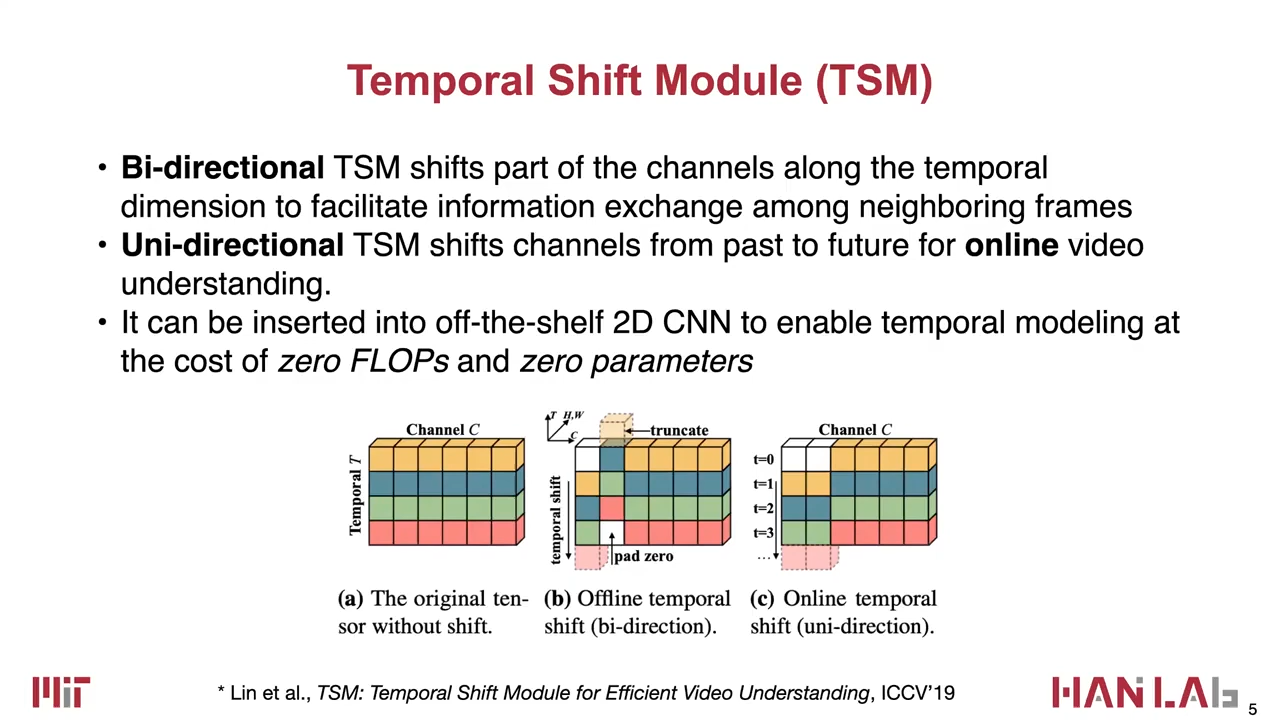 Temporal Shift Module (TSM)
• Bi-directional TSM shifts part of the channels along the temporal
dimension to facilitate information exchange among neighboring frames
• Uni-directional TSM shifts channels from past to future for online video
understanding.
• It can be inserted into off-the-shelf 2D CNN to enable temporal modeling at
the cost of zero FLOPs and zero parameters
Channel C
Temporal T
T H,W
C
truncate
temporal shift
pad zero
Channel C
t=0
t=1
t=2
t=3
...
(a) The original ten-
sor without shift.
(b) Offline temporal
shift (bi-direction).
(c) Online temporal
shift (uni-direction).
MIT
* Lin et al., TSM: Temporal Shift Module for Efficient Video Understanding, ICCV'19
HAN LAb
5